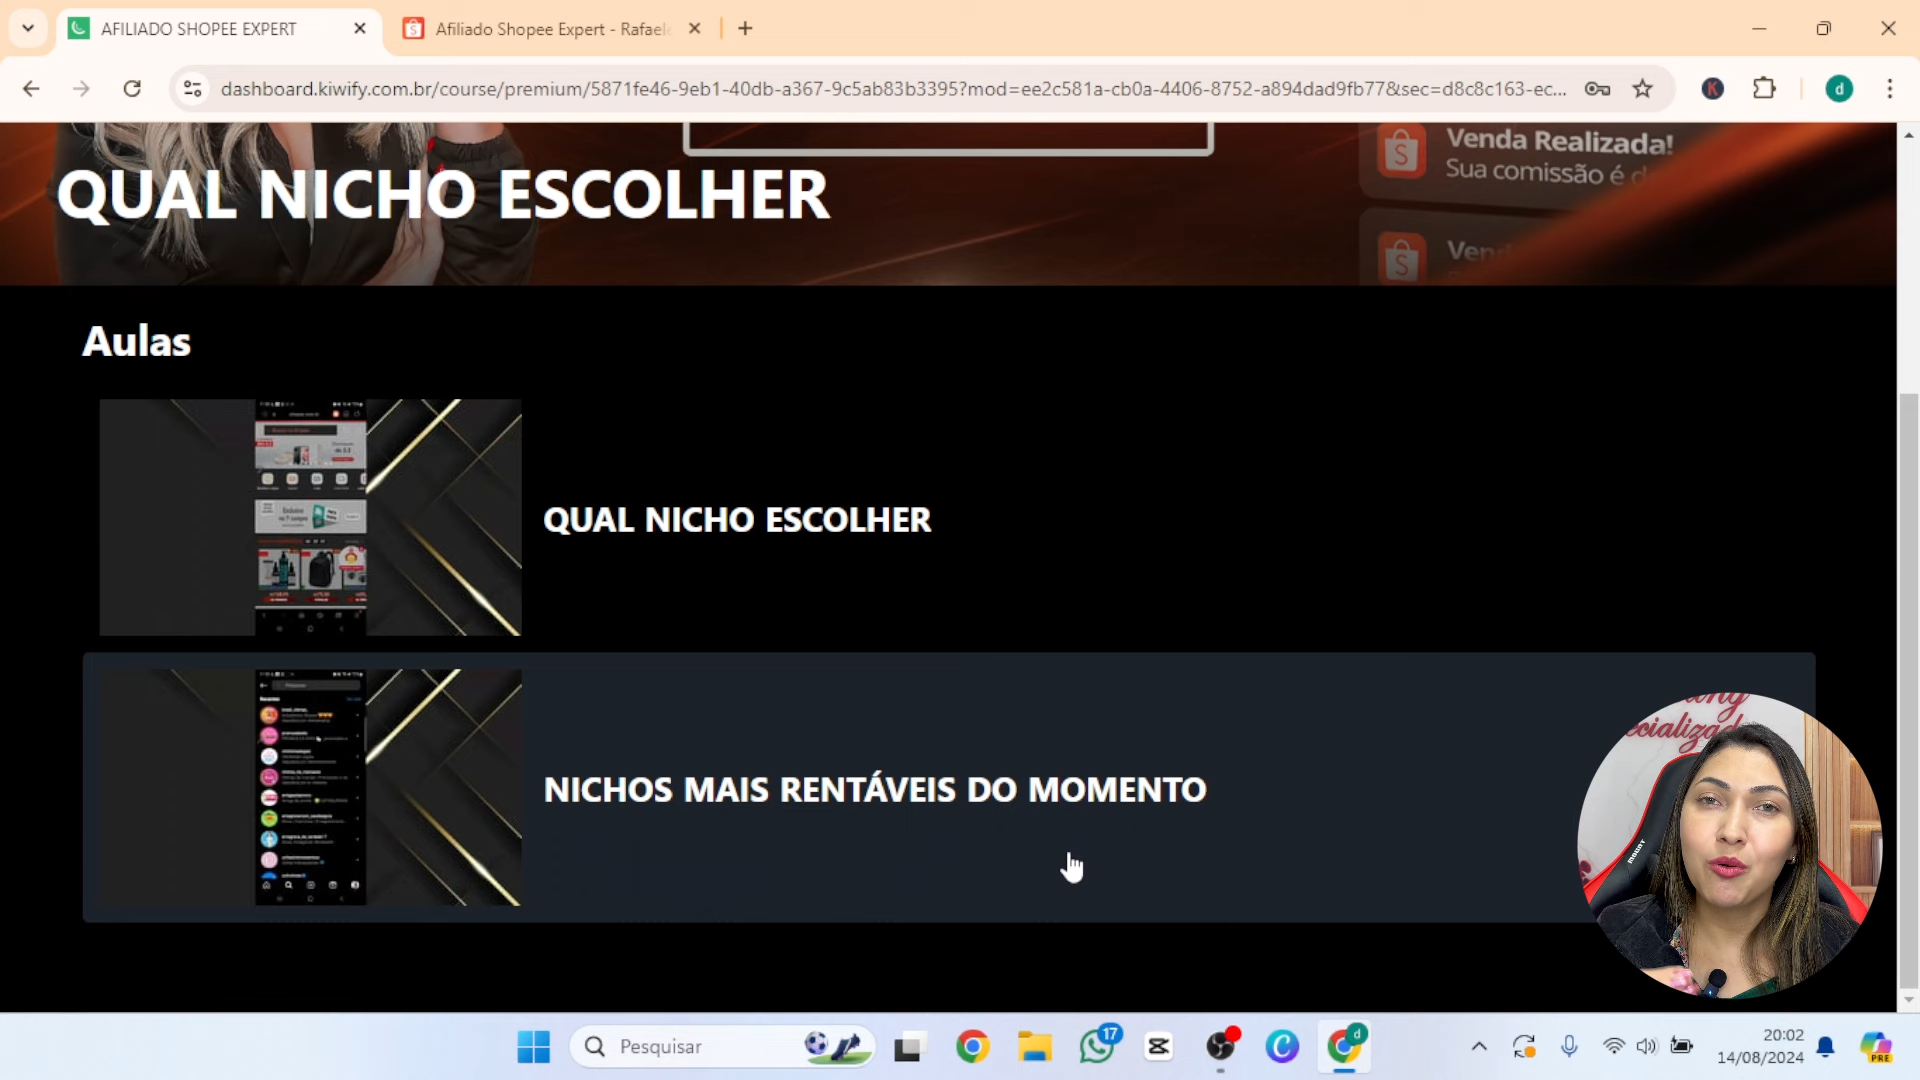 AFILIADO SHOPEE EXPERT
Afiliado Shopee Expert - Rafael
dashboard.kiwify.com.br/course/premium/5871fe46-9eb1-40db-a367-9c5ab83b3395?mod=ee2c581a-cb0a-4406-8752-a894dad9fb77&sec=d8c8c163-ec...
K
d
Venda Realizada!
Sua comissão é
QUAL NICHO ESCOLHER
Aulas
QUAL NICHO ESCOLHER
NICHOS MAIS RENTÁVEIS DO MOMENTO
Pesquisar
17
d
20:02
14/08/2024
PRE